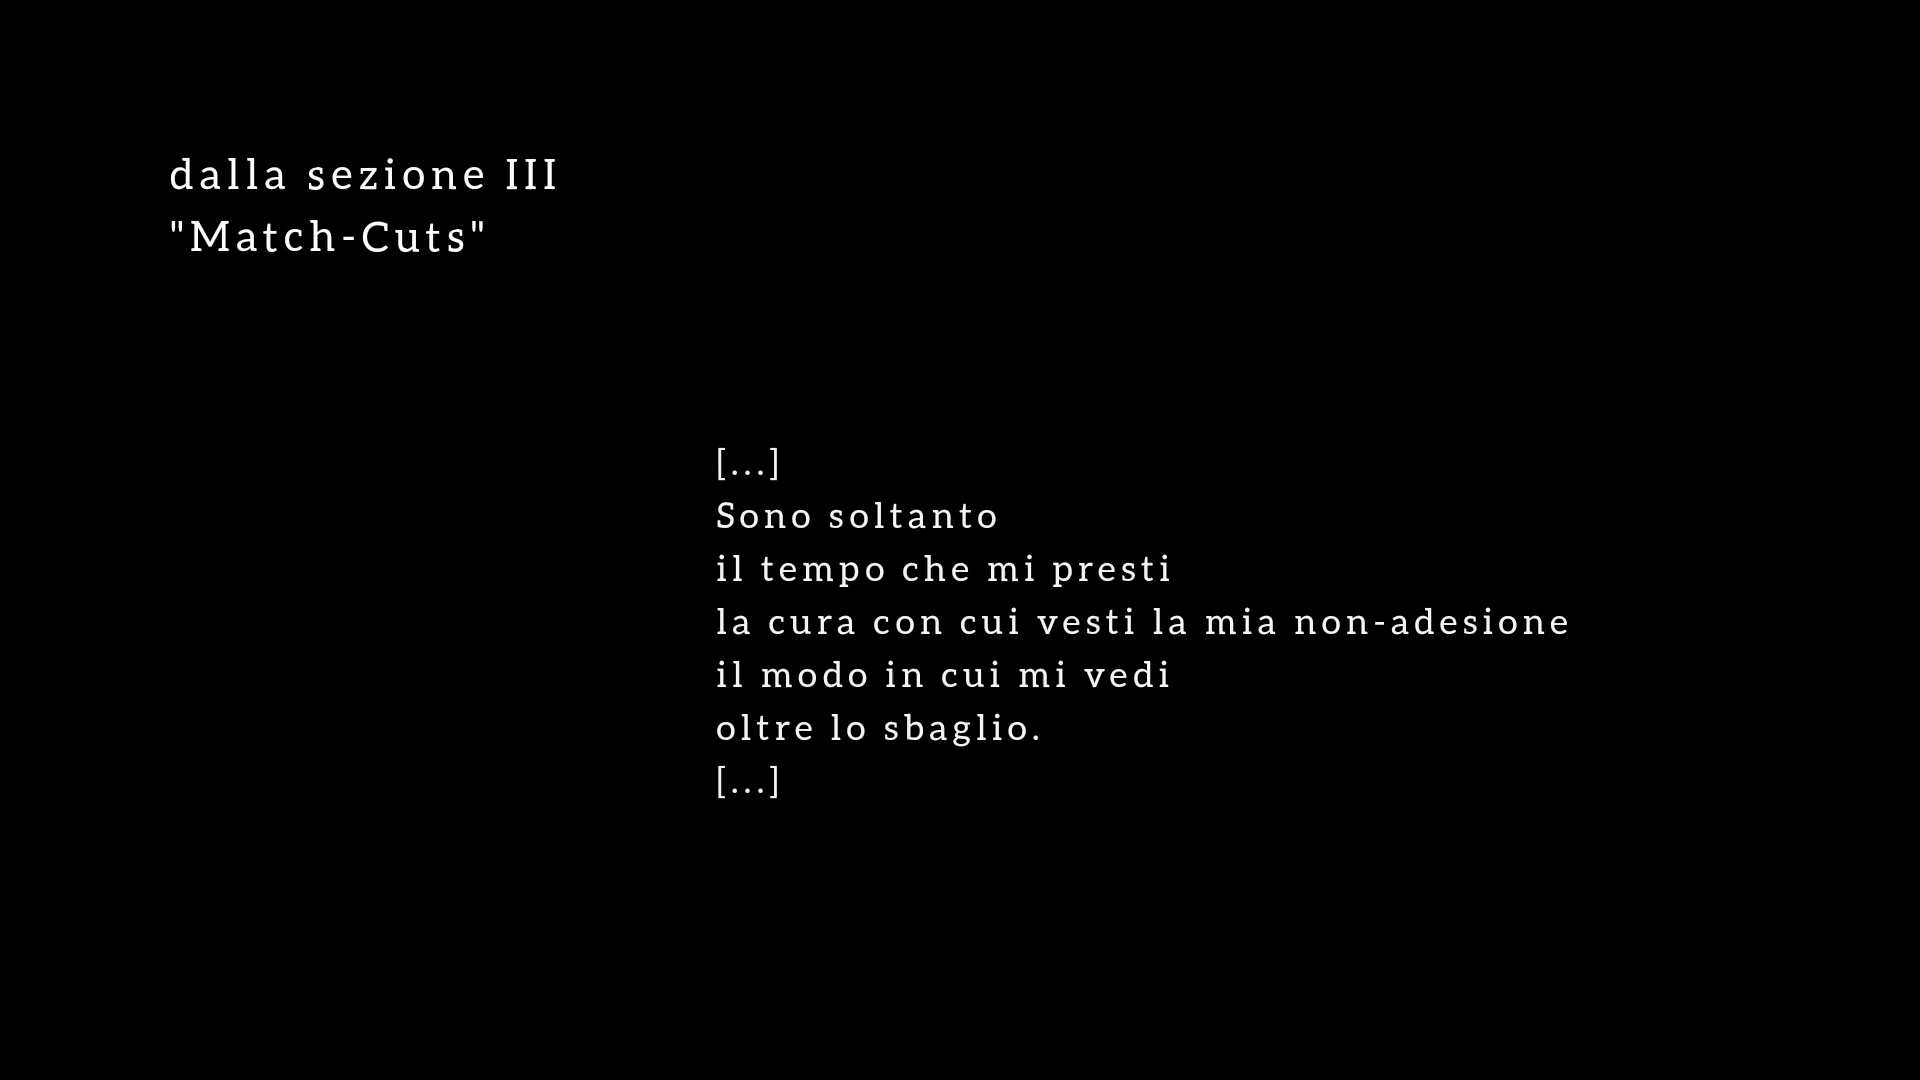 dalla sezione III
"Match-Cuts"
[...]
Sono soltanto
il tempo che mi presti
la cura con cui vesti la mia non-adesione
il modo in cui mi vedi
oltre lo sbaglio.
[...]